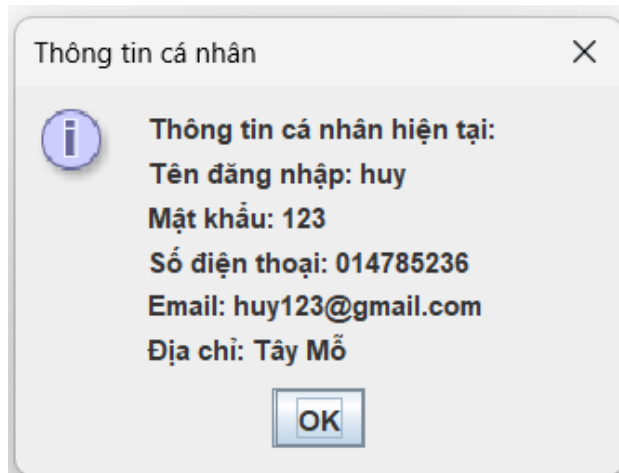 Thông tin cá nhân
Thông tin cá nhân hiện tại:
Tên đăng nhập: huy
Mật khẩu: 123
Số điện thoại: 014785236
Email: huy123@gmail.com
Địa chỉ: Tây Mỗ
OK